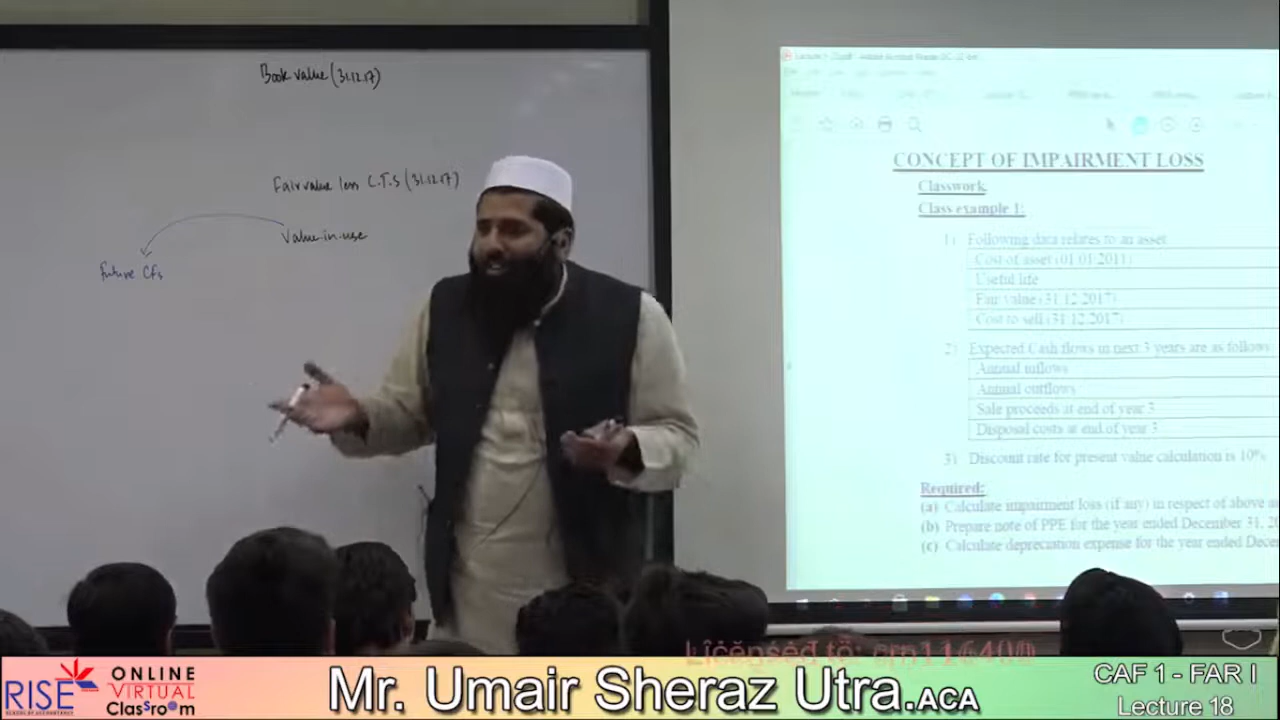 Book value (31.12.17)
Fair value less C.T.S (31.12.17)
Value-in-use
Future CFs
CONCEPT OF IMPAIRMENT LOSS
Classwork
Class example 1:
1) Following data relates to an asset
Cost of asset (01.01.2011)
Useful life
Fair value (31.12.2017)
Cost to sell (31.12.2017)
2) Expected Cash flows in next 3 years are as follows:
Annual inflows
Annual outflows
Sale proceeds at end of year 3
Disposal costs at end of year 3
3) Discount rate for present value calculation is 10%
Required:
(a) Calculate impairment loss (if any) in respect of above
(b) Prepare note of PPE for the year ended December 31,
(c) Calculate depreciation expense for the year ended
Licensed to:
RISE
ONLINE
VIRTUAL
Classroom
Mr. Umair Sheraz Utra.ACA
CAF 1 - FAR I
Lecture 18